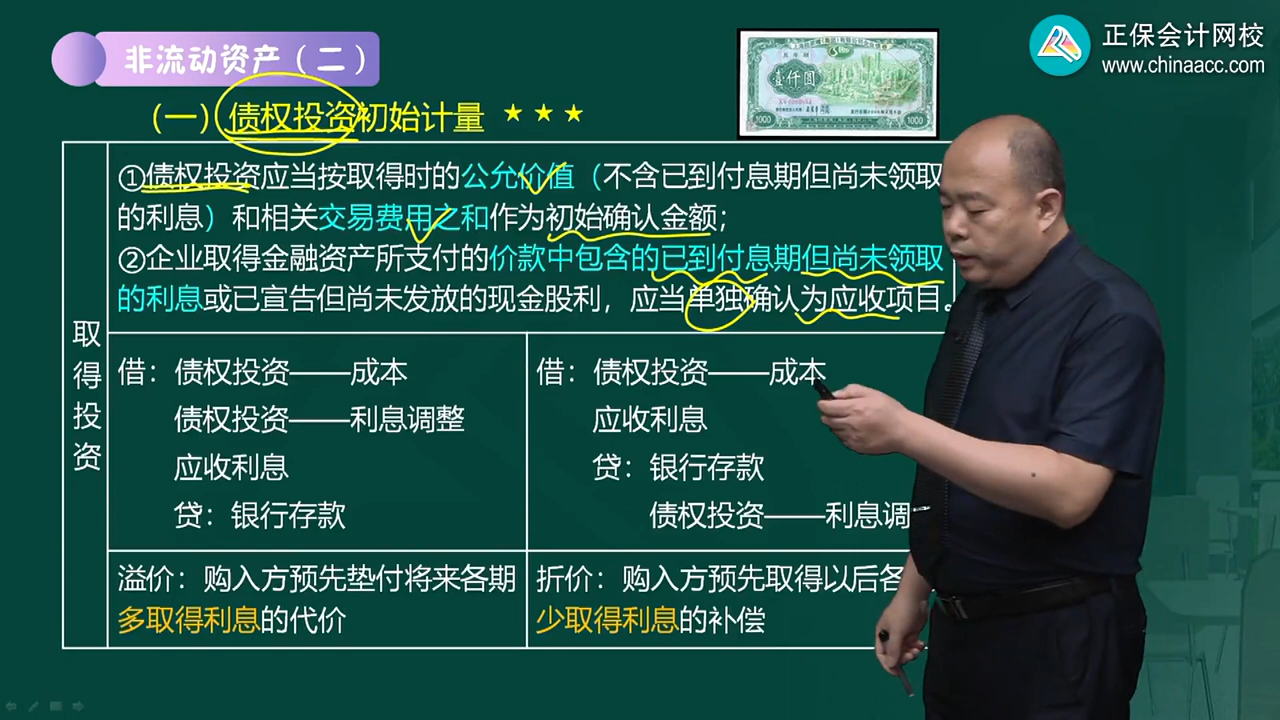 非流动资产（二）
正保会计网校
www.chinaacc.com
（一）债权投资初始计量 ★ ★ ★
壹仟圆
1000
1000
取得投资
①债权投资应当按取得时的公允价值（不含已到付息期但尚未领取
的利息）和相关交易费用之和作为初始确认金额；
②企业取得金融资产所支付的价款中包含的已到付息期但尚未领取
的利息或已宣告但尚未发放的现金股利，应当单独确认为应收项目。
借：债权投资——成本
债权投资——利息调整
应收利息
贷：银行存款
借：债权投资——成本
应收利息
贷：银行存款
债权投资——利息调
溢价：购入方预先垫付将来各期
多取得利息的代价
折价：购入方预先取得以后各
少取得利息的补偿